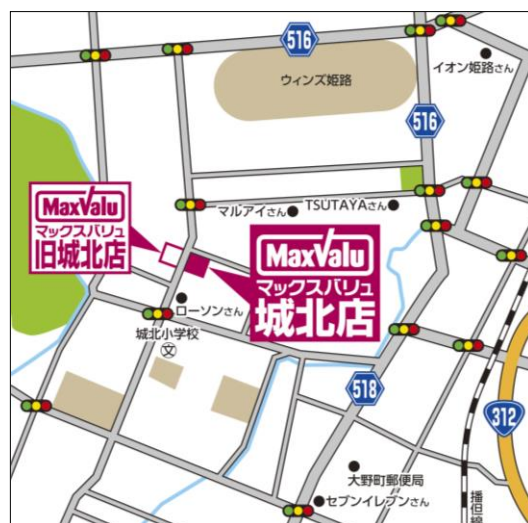 516
イオン姫路さん
ウィンズ姫路
516
MaxValu
マックスバリュ
旧城北店
マルアイさん
TSUTAYAさん
MaxValu
マックスバリュ
城北店
ローソンさん
城北小学校
文
518
312
大野町郵便局
セブンイレブンさん
播但線